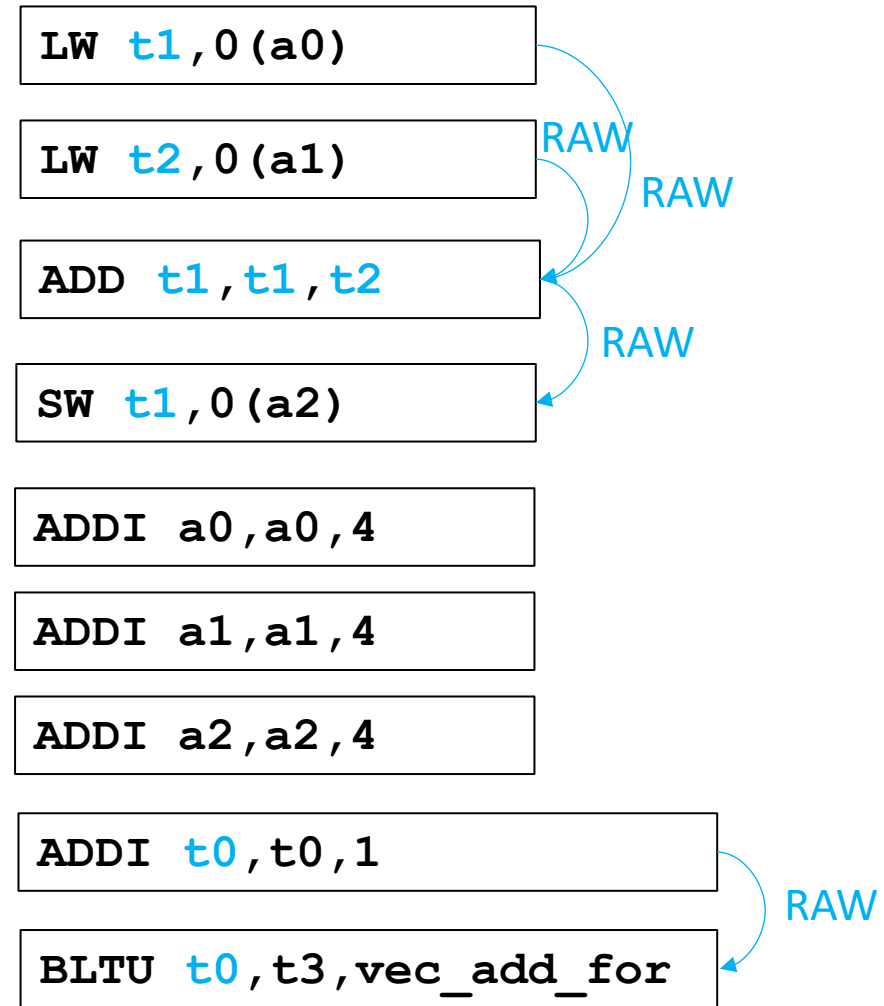 LW t1,0(a0)
RAW
LW t2,0(a1)
RAW
ADD t1,t1,t2
RAW
SW t1,0(a2)
ADDI a0,a0,4
ADDI a1,a1,4
ADDI a2,a2,4
ADDI t0,t0,1
RAW
BLTU t0,t3,vec_add_for